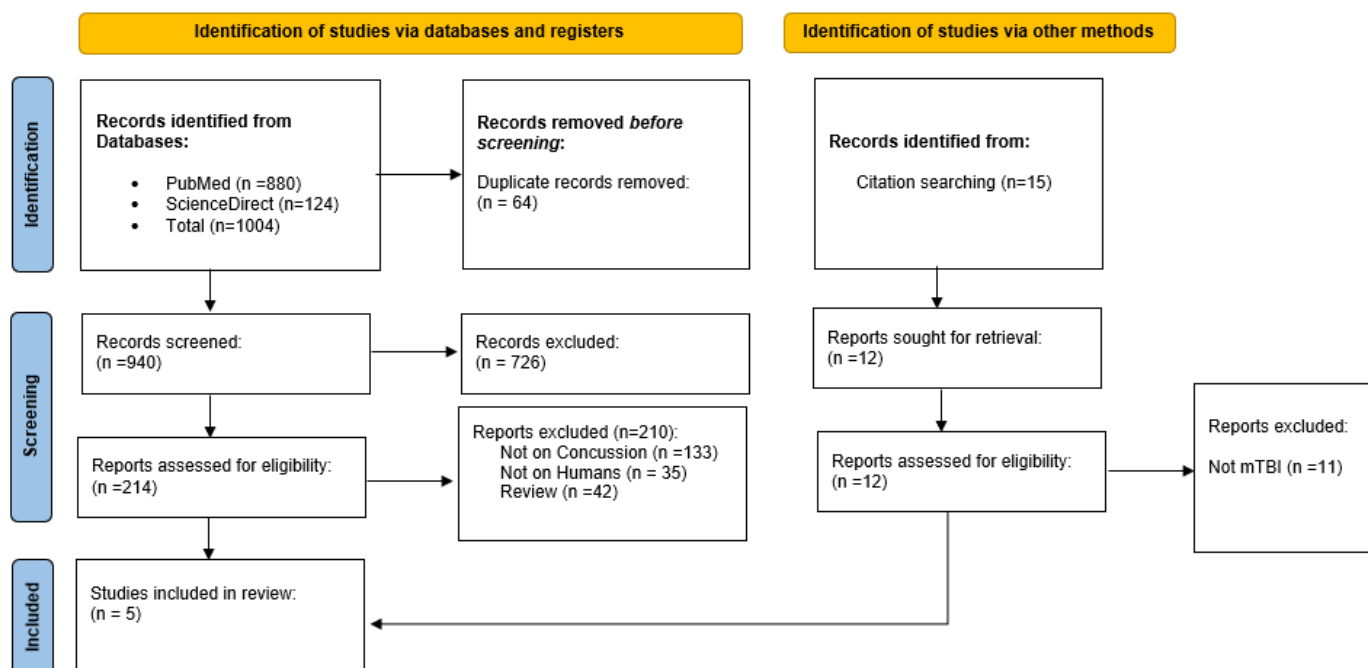 Identification of studies via databases and registers
Identification of studies via other methods
Identification
Records identified from
Databases:
• PubMed (n =880)
• ScienceDirect (n=124)
• Total (n=1004)
Records removed before
screening:
Duplicate records removed:
(n = 64)
Records identified from:
Citation searching (n=15)
Screening
Records screened:
(n =940)
Records excluded:
(n = 726)
Reports sought for retrieval:
(n =12)
Reports assessed for eligibility:
(n =214)
Reports excluded (n=210):
Not on Concussion (n =133)
Not on Humans (n = 35)
Review (n =42)
Reports assessed for eligibility:
(n =12)
Reports excluded:
Not mTBI (n =11)
Included
Studies included in review:
(n = 5)